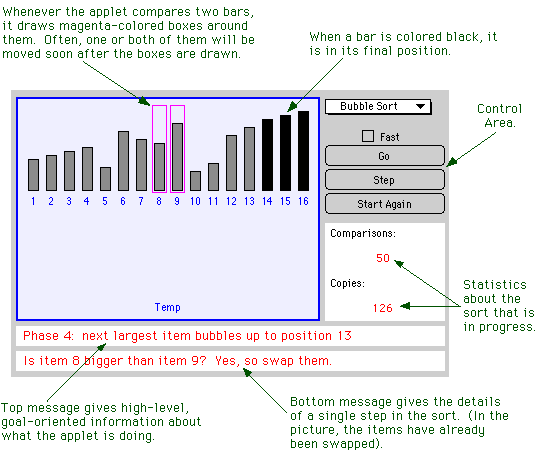 Whenever the applet compares two bars,
it draws magenta-colored boxes around
them. Often, one or both of them will be
moved soon after the boxes are drawn.
When a bar is colored black, it
is in its final position.
Bubble Sort
Control
Area.
Fast
Go
Step
Start Again
1 2 3 4 5 6 7 8 9 10 11 12 13 14 15 16
Comparisons:
50
Copies:
126
Temp
Statistics
about the
sort that is
in progress.
Phase 4: next largest item bubbles up to position 13
Is item 8 bigger than item 9? Yes, so swap them.
Top message gives high-level,
goal-oriented information about
what the applet is doing.
Bottom message gives the details
of a single step in the sort. (In the
picture, the items have already
been swapped).